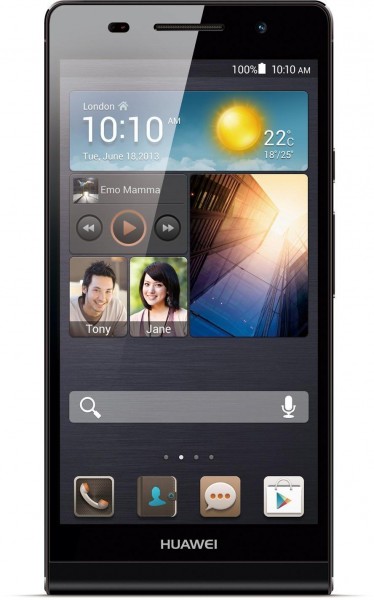 100% 10:10 AM
London
10:10
Tue, June 18,2013
22°c
18°/25°
Emo Mamma
Tony
Jane
HUAWEI